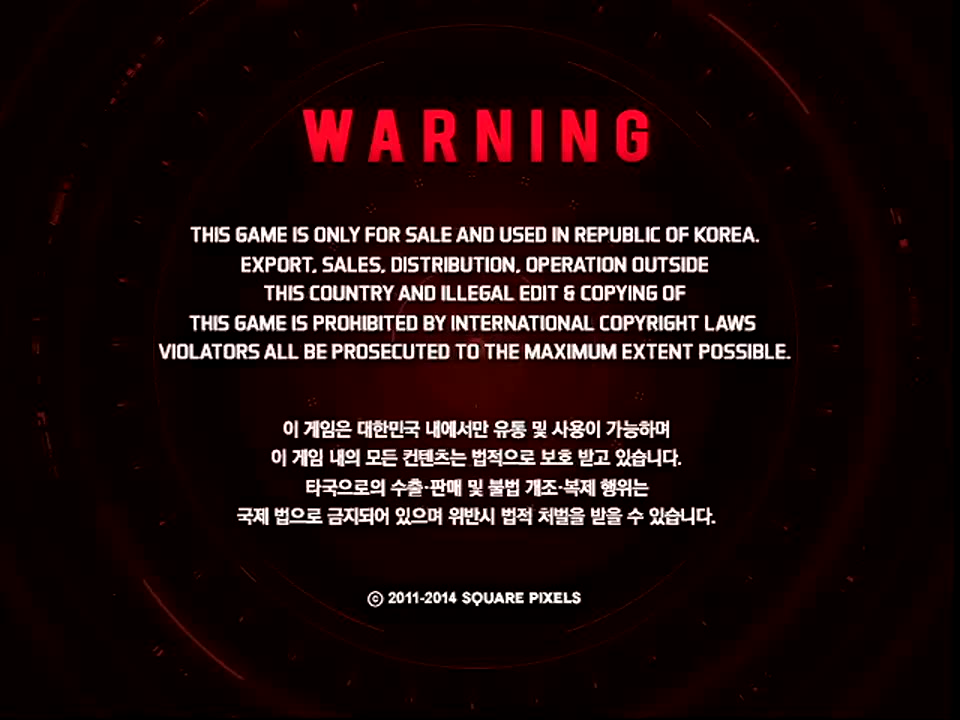 WARNING
THIS GAME IS ONLY FOR SALE AND USED IN REPUBLIC OF KOREA.
EXPORT, SALES, DISTRIBUTION, OPERATION OUTSIDE
THIS COUNTRY AND ILLEGAL EDIT & COPYING OF
THIS GAME IS PROHIBITED BY INTERNATIONAL COPYRIGHT LAWS
VIOLATORS ALL BE PROSECUTED TO THE MAXIMUM EXTENT POSSIBLE.
이 게임은 대한민국 내에서만 유통 및 사용이 가능하며
이 게임 내의 모든 컨텐츠는 법적으로 보호 받고 있습니다.
타국으로의 수출·판매 및 불법 개조·복제 행위는
국제 법으로 금지되어 있으며 위반시 법적 처벌을 받을 수 있습니다.
© 2011-2014 SQUARE PIXELS